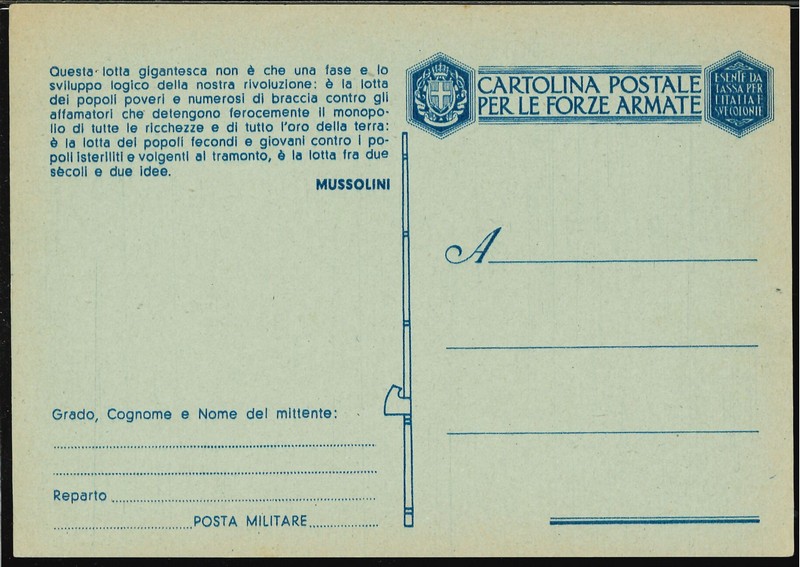 Questa lotta gigantesca non è che una fase e lo
sviluppo logico della nostra rivoluzione: è la lotta
dei popoli poveri e numerosi di braccia contro gli
affamatori che detengono ferocemente il monopo-
lio di tutte le ricchezze e di tutto l'oro della terra:
è la lotta dei popoli fecondi e giovani contro i po-
poli isteriliti e volgenti al tramonto, è la lotta fra due
sècoli e due idee.
MUSSOLINI
CARTOLINA POSTALE
PER LE FORZE ARMATE
ESENTE DA
TASSA PER
L'ITALIA E
SVE COLONIE
A
Grado, Cognome e Nome del mittente:
Reparto
POSTA MILITARE